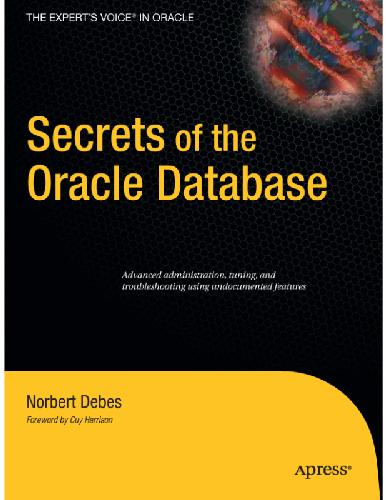 THE EXPERT'S VOICE® IN ORACLE
Secrets of the
Oracle Database
Advanced administration, tuning, and
troubleshooting using undocumented features
Norbert Debes
Foreword by Guy Harrison
Apress®